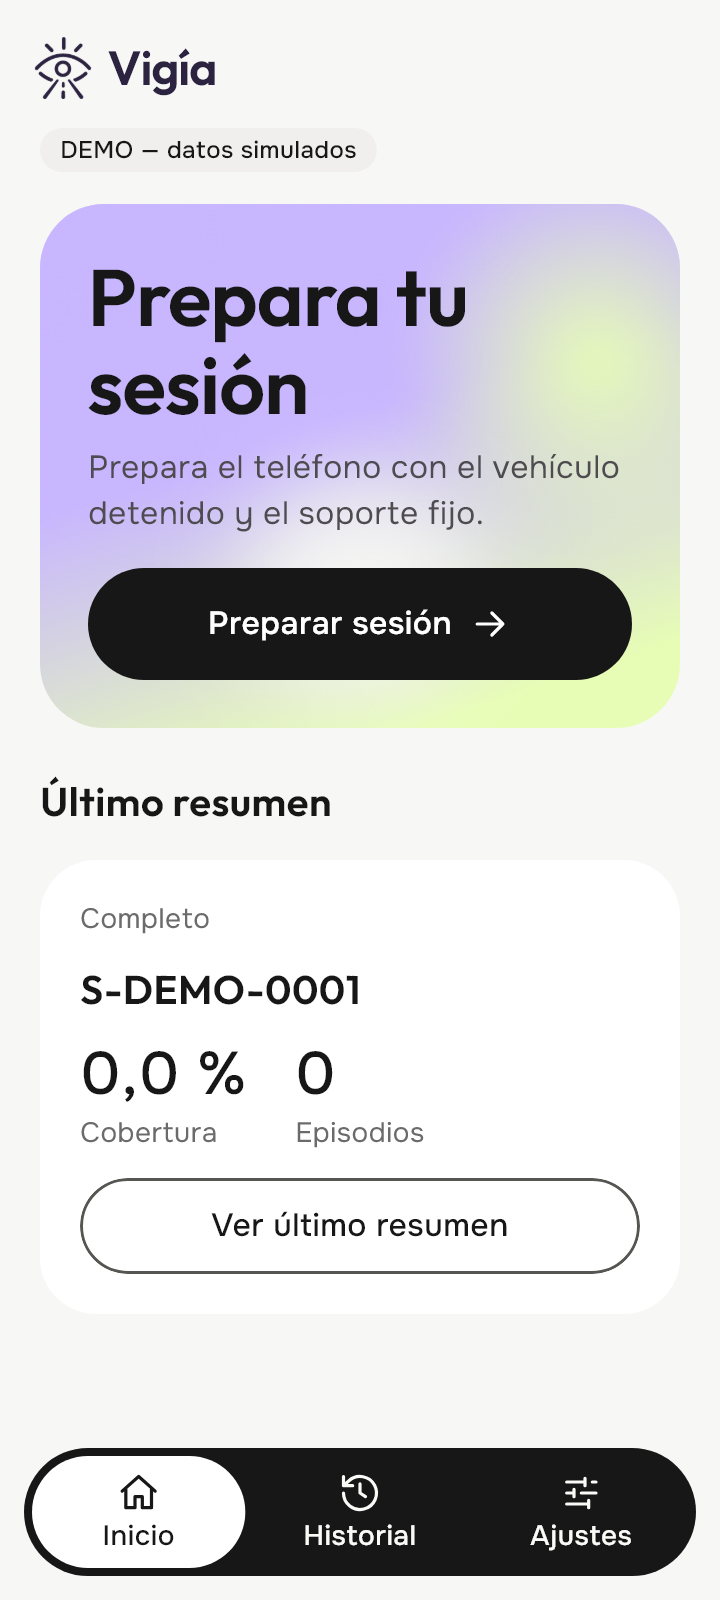 Vigía
DEMO – datos simulados
Prepara tu
sesión
Prepara el teléfono con el vehículo
detenido y el soporte fijo.
Preparar sesión →
Último resumen
Completo
S-DEMO-0001
0,0 % 0
Cobertura Episodios
Ver último resumen
Inicio Historial Ajustes